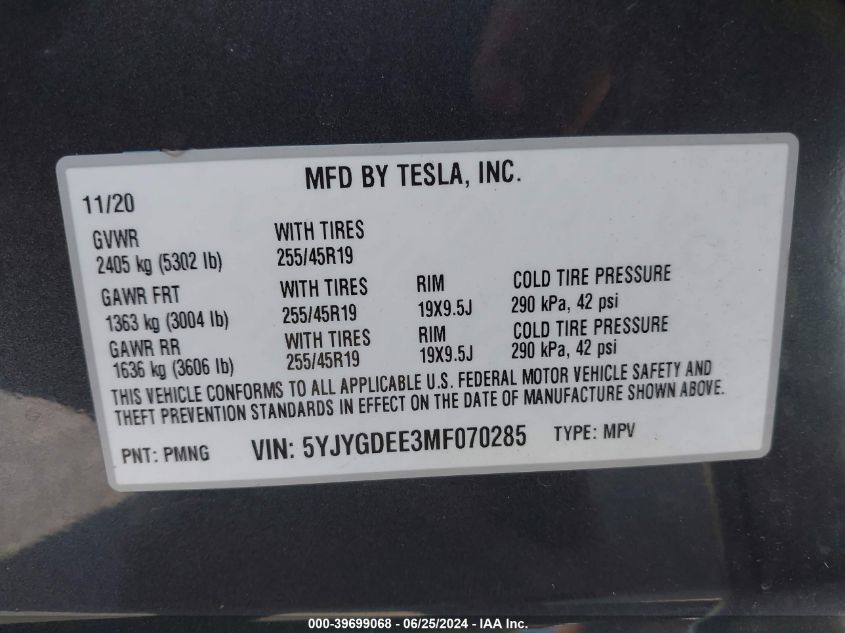 MFD BY TESLA, INC.
11/20
GVWR WITH TIRES
2405 kg (5302 lb) 255/45R19
GAWR FRT WITH TIRES RIM COLD TIRE PRESSURE
1363 kg (3004 lb) 255/45R19 19X9.5J 290 kPa, 42 psi
GAWR RR WITH TIRES RIM COLD TIRE PRESSURE
1636 kg (3606 lb) 255/45R19 19X9.5J 290 kPa, 42 psi
THIS VEHICLE CONFORMS TO ALL APPLICABLE U.S. FEDERAL MOTOR VEHICLE SAFETY AND
THEFT PREVENTION STANDARDS IN EFFECT ON THE DATE OF MANUFACTURE SHOWN ABOVE.
PNT: PMNG VIN: 5YJYGDEE3MF070285 TYPE: MPV
000-39699068 - 06/25/2024 - IAA Inc.